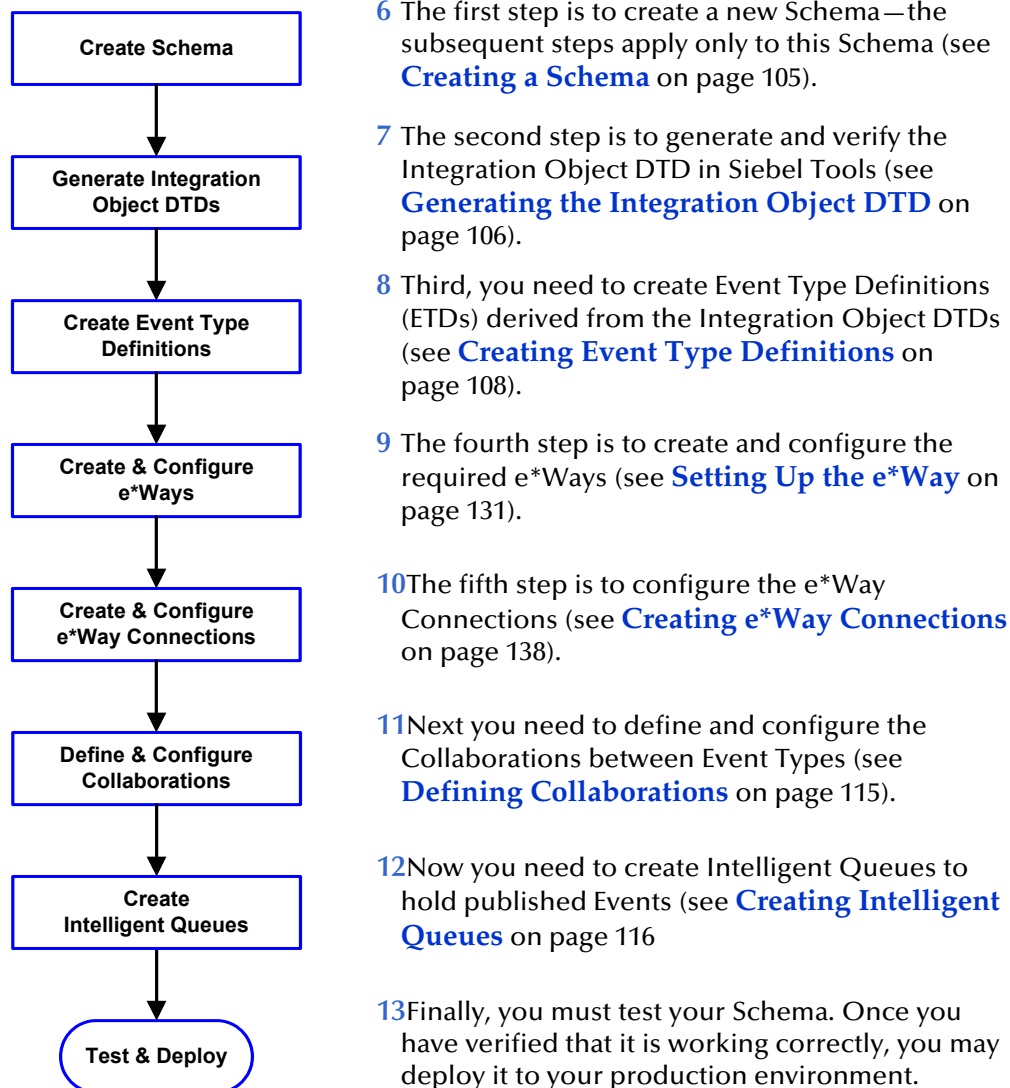 Create Schema
6 The first step is to create a new Schema—the
subsequent steps apply only to this Schema (see
Creating a Schema on page 105).
Generate Integration
Object DTDs
7 The second step is to generate and verify the
Integration Object DTD in Siebel Tools (see
Generating the Integration Object DTD on
page 106).
Create Event Type
Definitions
8 Third, you need to create Event Type Definitions
(ETDs) derived from the Integration Object DTDs
(see Creating Event Type Definitions on
page 108).
Create & Configure
e*Ways
9 The fourth step is to create and configure the
required e*Ways (see Setting Up the e*Way on
page 131).
Create & Configure
e*Way Connections
10The fifth step is to configure the e*Way
Connections (see Creating e*Way Connections
on page 138).
Define & Configure
Collaborations
11Next you need to define and configure the
Collaborations between Event Types (see
Defining Collaborations on page 115).
Create
Intelligent Queues
12Now you need to create Intelligent Queues to
hold published Events (see Creating Intelligent
Queues on page 116
Test & Deploy
13Finally, you must test your Schema. Once you
have verified that it is working correctly, you may
deploy it to your production environment.